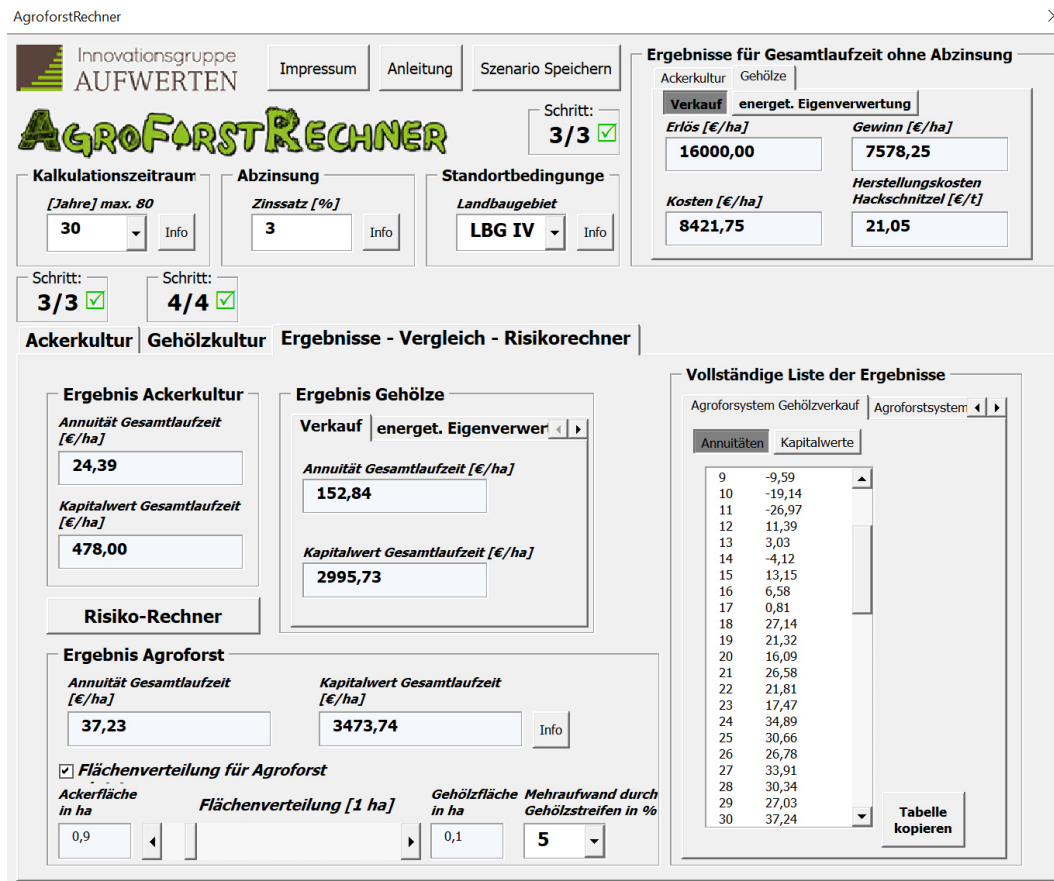 AgroforstRechner
Innovationsgruppe
AUFWERTEN
Impressum
Anleitung
Szenario Speichern
AGROFORSTRECHNER
Schritt:
3/3
Ergebnisse für Gesamtlaufzeit ohne Abzinsung
Ackerkultur Gehölze
Verkauf energet. Eigenverwertung
Erlös [€/ha] Gewinn [€/ha]
16000,00 7578,25
Kosten [€/ha] Herstellungskosten
Hackschnitzel [€/t]
8421,75 21,05
Kalkulationszeitraum
[Jahre] max. 80
30 Info
Abzinsung
Zinssatz [%]
3 Info
Standortbedingunge
Landbaugebiet
LBG IV Info
Schritt:
3/3
Schritt:
4/4
Ackerkultur Gehölzkultur Ergebnisse - Vergleich - Risikorechner
Ergebnis Ackerkultur
Annuität Gesamtlaufzeit
[€/ha]
24,39
Kapitalwert Gesamtlaufzeit
[€/ha]
478,00
Risiko-Rechner
Ergebnis Gehölze
Verkauf energet. Eigenverwer
Annuität Gesamtlaufzeit [€/ha]
152,84
Kapitalwert Gesamtlaufzeit [€/ha]
2995,73
Ergebnis Agroforst
Annuität Gesamtlaufzeit
[€/ha]
37,23
Kapitalwert Gesamtlaufzeit
[€/ha]
3473,74
Info
Flächenverteilung für Agroforst
Ackerfläche
in ha
0,9
Flächenverteilung [1 ha]
Gehölzfläche
in ha
0,1
Mehraufwand durch
Gehölzstreifen in %
5
Vollständige Liste der Ergebnisse
Agroforsystem Gehölzverkauf Agroforstsystem
Annuitäten Kapitalwerte
9 -9,59
10 -19,14
11 -26,97
12 11,39
13 3,03
14 -4,12
15 13,15
16 6,58
17 0,81
18 27,14
19 21,32
20 16,09
21 26,58
22 21,81
23 17,47
24 34,89
25 30,66
26 26,78
27 33,91
28 30,34
29 27,03
30 37,24
Tabelle
kopieren